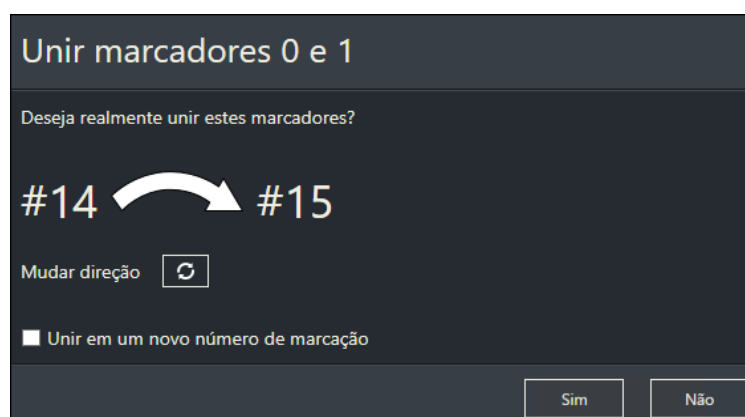 Unir marcadores 0 e 1
Deseja realmente unir estes marcadores?
#14 #15
Mudar direção
Unir em um novo número de marcação
Sim Não